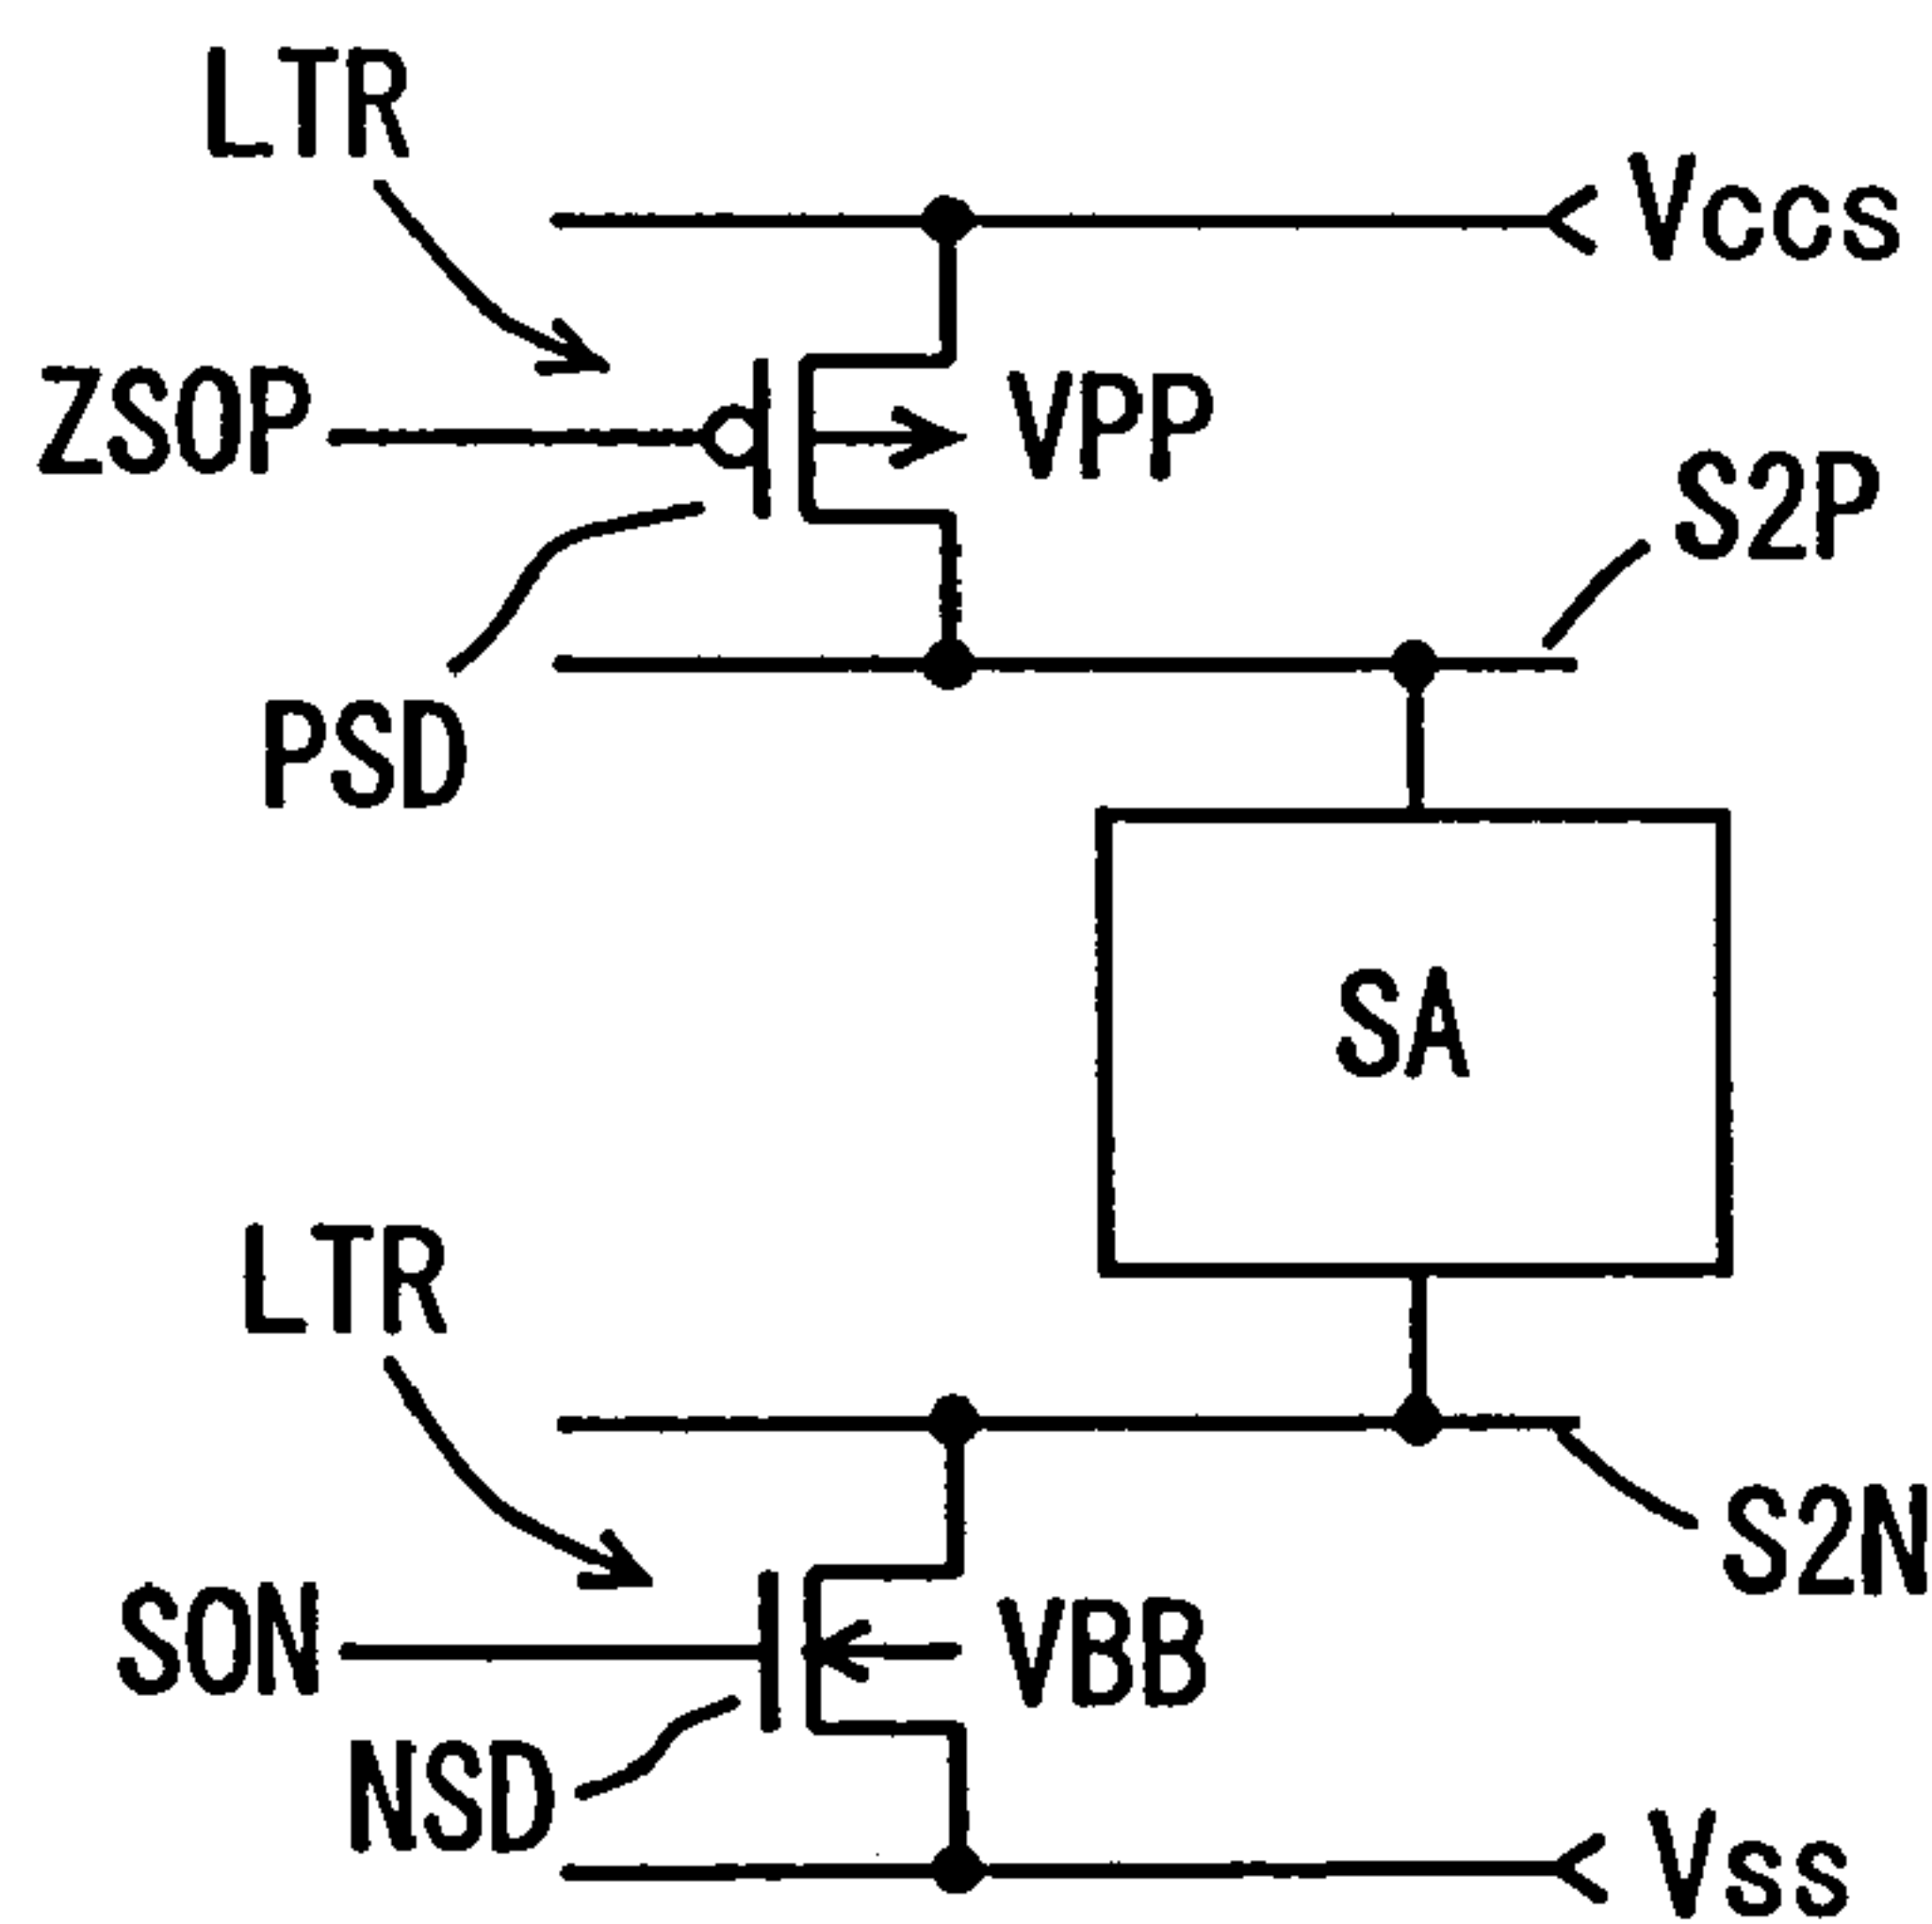 LTR
Vccs
ZSOP
VPP
S2P
PSD
SA
LTR
S2N
SON
VBB
NSD
Vss